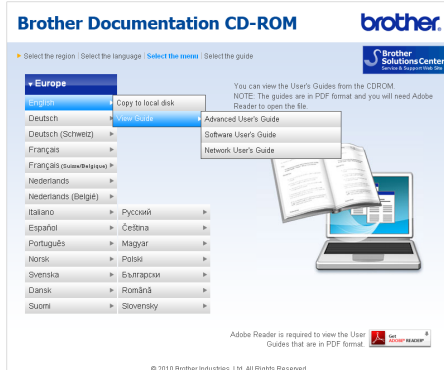 Brother Documentation CD-ROM
brother.
Select the region | Select the language | Select the menu | Select the guide
Brother
Solutions Center
Service & Support Web Site
Europe
You can view the User's Guides from the CDROM.
NOTE: The guides are in PDF format and you will need Adobe
Reader to open the file.
English
Copy to local disk
Deutsch
View Guide
Advanced User's Guide
Deutsch (Schweiz)
Software User's Guide
Français
Network User's Guide
Français (Suisse/Belgique)
Nederlands
Nederlands (België)
Italiano
Русский
Español
Čeština
Português
Magyar
Norsk
Polski
Svenska
Български
Dansk
Română
Suomi
Slovensky
Adobe Reader is required to view the User
Guides that are in PDF format.
Get
ADOBE® READER®
© 2010 Brother Industries, Ltd. All Rights Reserved.